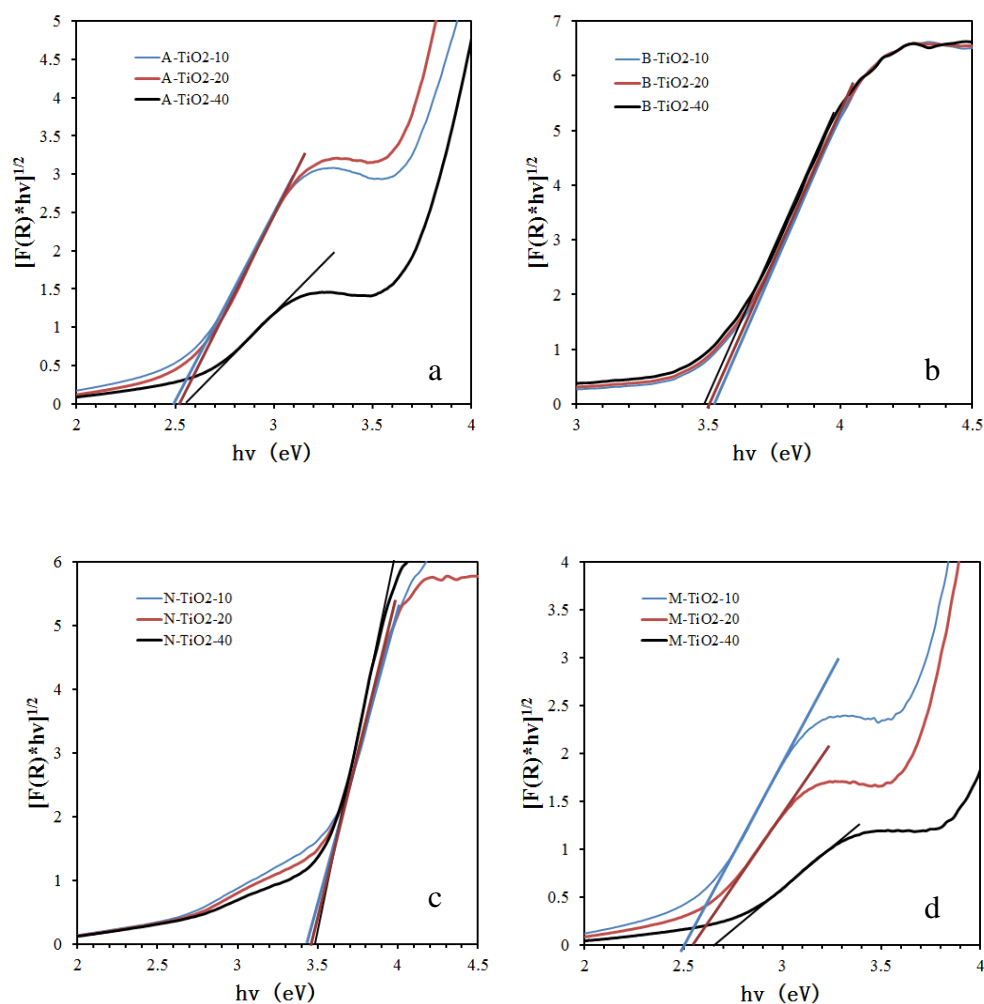 5
4.5
4
3.5
3
2.5
2
1.5
1
0.5
0
[F(R)*hv]1/2
A-TiO2-10
A-TiO2-20
A-TiO2-40
a
2 2.5 3 3.5 4
hv (eV)
7
6
5
4
3
2
1
0
[F(R)*hv]1/2
B-TiO2-10
B-TiO2-20
B-TiO2-40
b
3 3.5 4 4.5
hv (eV)
6
5
4
3
2
1
0
[F(R)*hv]1/2
N-TiO2-10
N-TiO2-20
N-TiO2-40
c
2 2.5 3 3.5 4 4.5
hv (eV)
4
3.5
3
2.5
2
1.5
1
0.5
0
[F(R)*hv]1/2
M-TiO2-10
M-TiO2-20
M-TiO2-40
d
2 2.5 3 3.5 4
hv (eV)